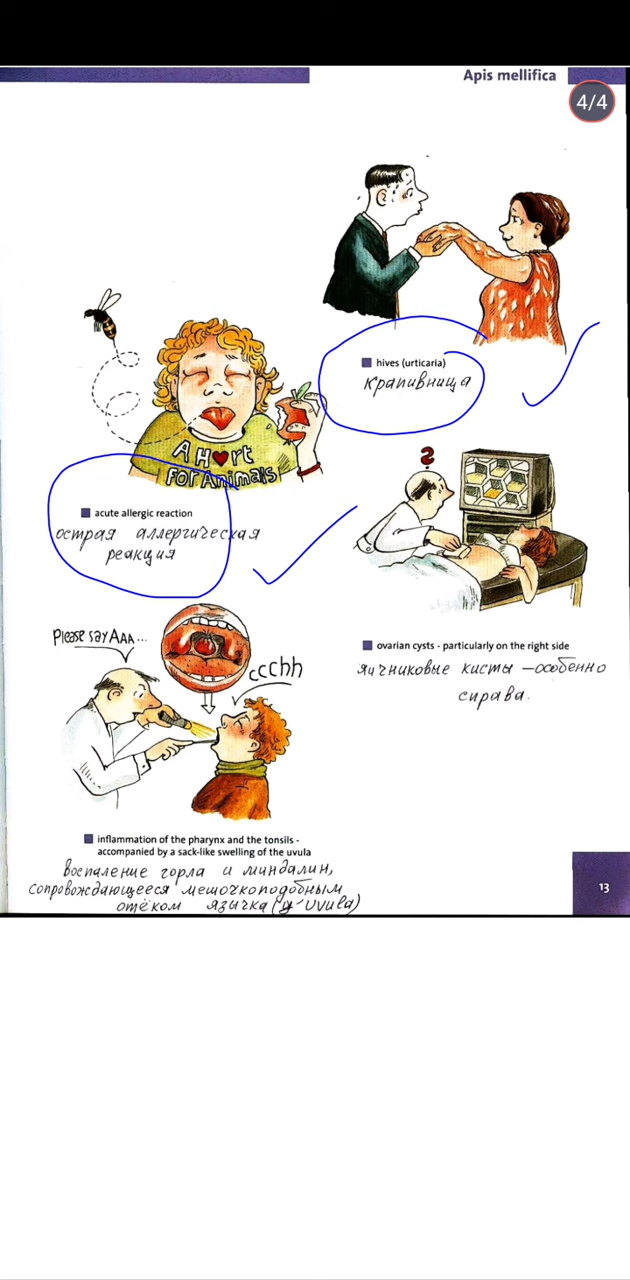 Apis mellifica
4/4
hives (urticaria)
крапивница
A H♥rt
For Animals
acute allergic reaction
острая аллергическая
реакция
ovarian cysts - particularly on the right side
яичниковые кисты – особенно
справа.
Please say AAA...
ccchh
inflammation of the pharynx and the tonsils -
accompanied by a sack-like swelling of the uvula
воспаление горла и миндалин,
сопровождающееся мешочкоподобным
отёком язычка (у uvula)
13